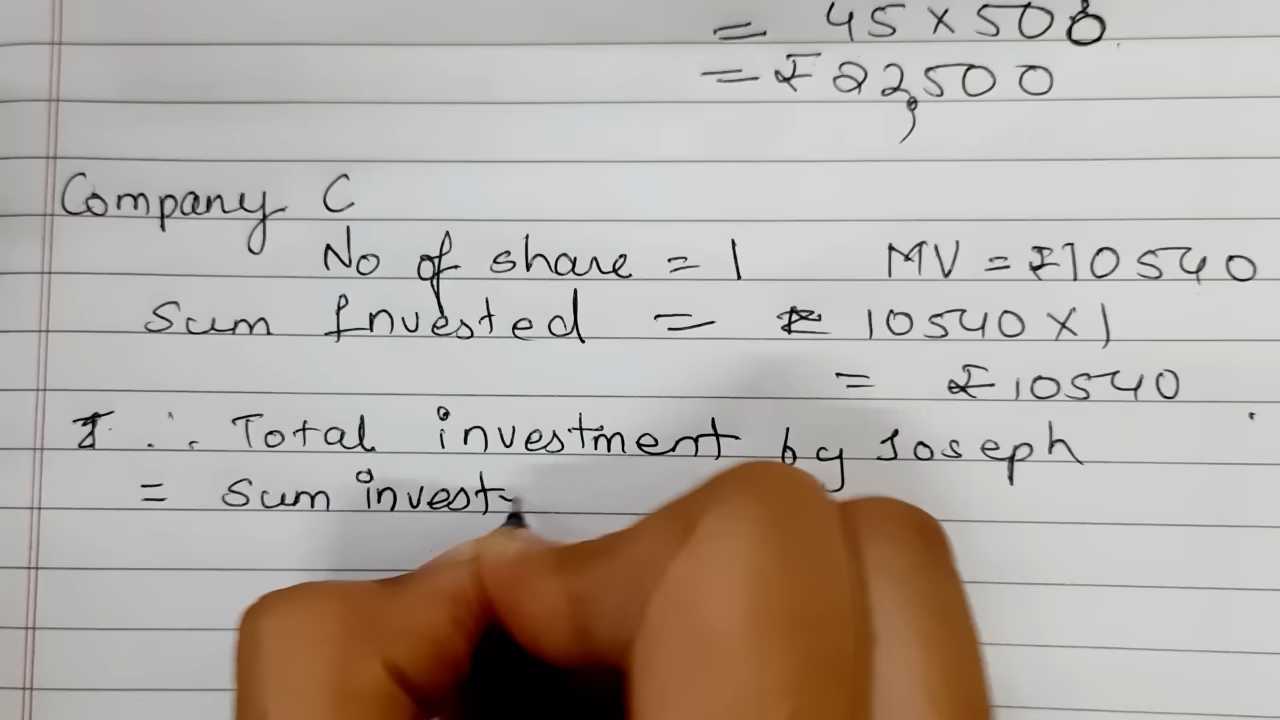 = 45 × 500
= ₹ 22,500
Company C
No of share = 1 MV = ₹10540
Sum Invested = ₹ 10540 × 1
= ₹10540
∴ Total investment by Joseph
= Sum invest